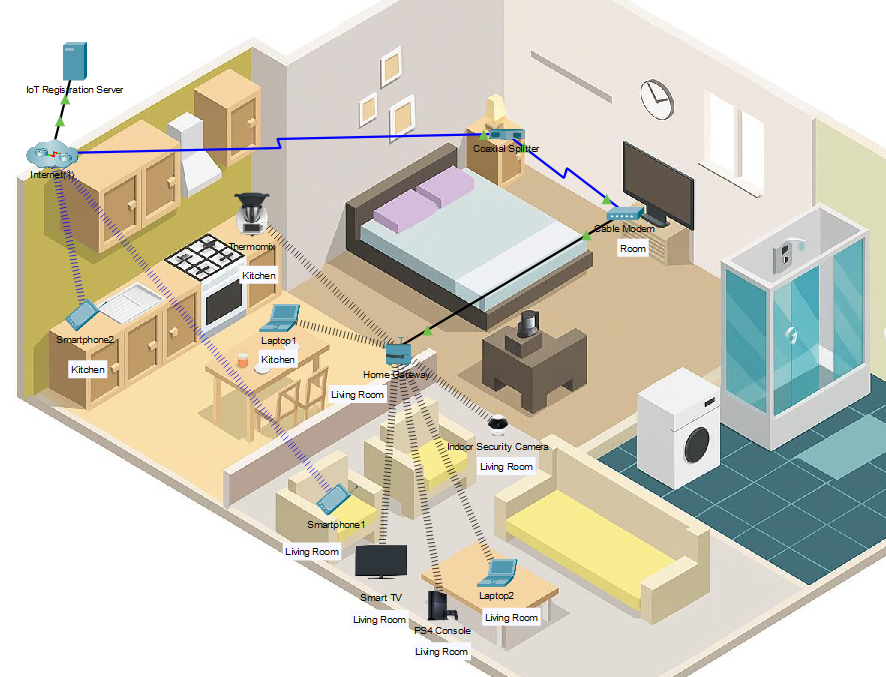 IoT Registration Server
Internet(1)
Coaxial Splitter
Cable Modem
Room
Thermomix
Kitchen
Smartphone2
Kitchen
Laptop1
Kitchen
Home Gateway
Living Room
Indoor Security Camera
Living Room
Smartphone1
Living Room
Smart TV
Living Room
Laptop2
Living Room
PS4 Console
Living Room